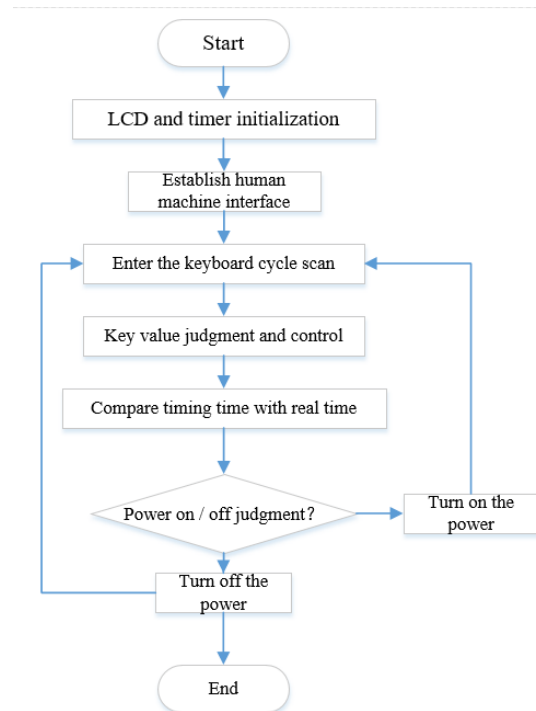 Start
LCD and timer initialization
Establish human
machine interface
Enter the keyboard cycle scan
Key value judgment and control
Compare timing time with real time
Power on / off judgment?
Turn on the
power
Turn off the
power
End